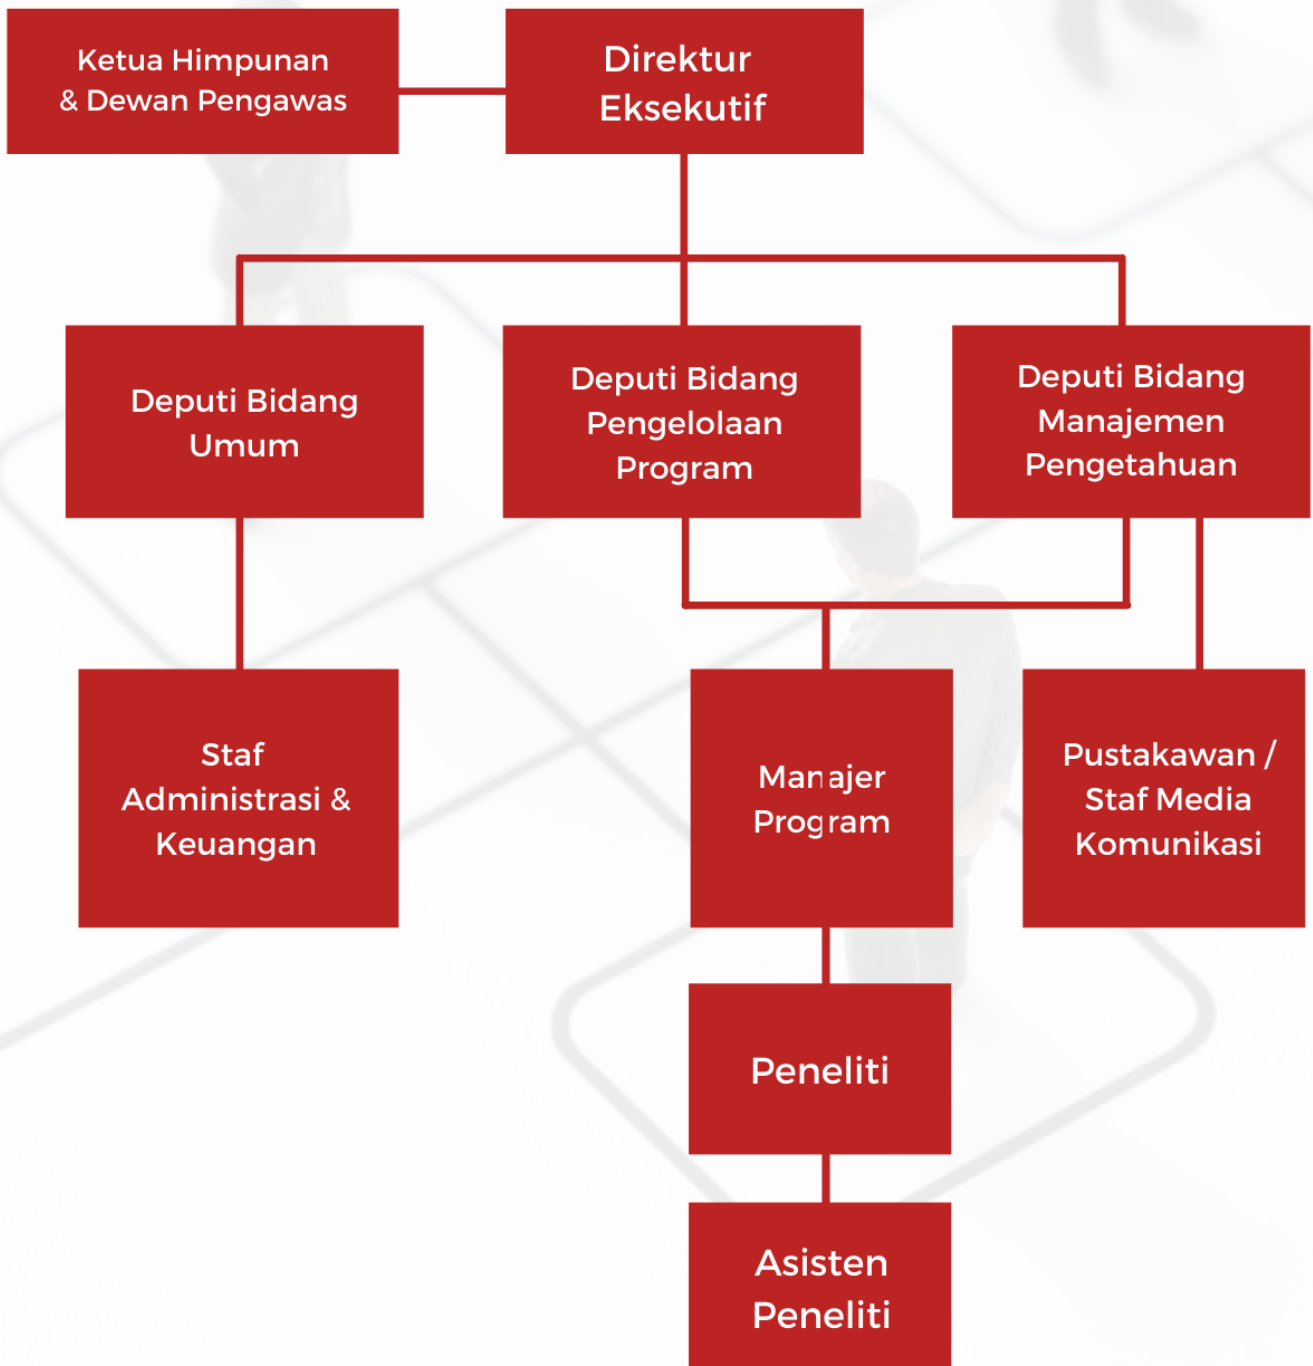 Ketua Himpunan
& Dewan Pengawas
Direktur
Eksekutif
Deputi Bidang
Umum
Deputi Bidang
Pengelolaan
Program
Deputi Bidang
Manajemen
Pengetahuan
Staf
Administrasi &
Keuangan
Manajer
Program
Pustakawan /
Staf Media
Komunikasi
Peneliti
Asisten
Peneliti